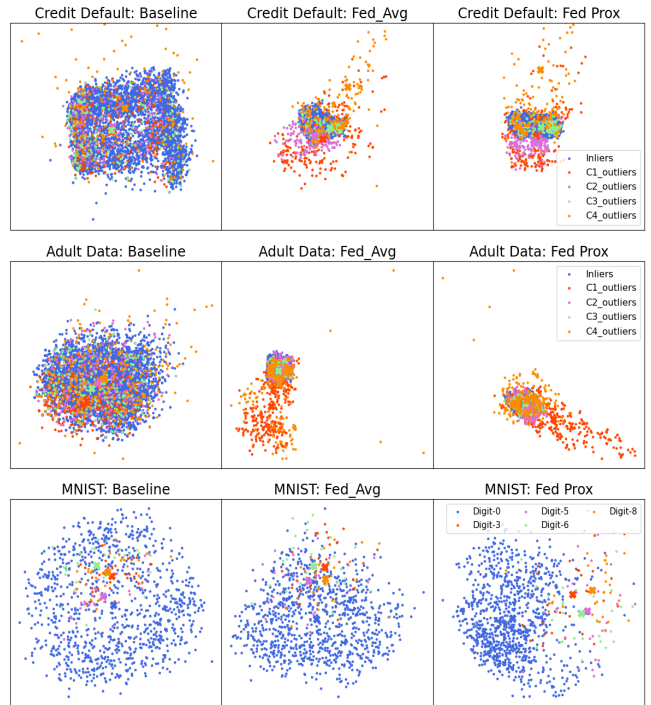 Credit Default: Baseline
Credit Default: Fed_Avg
Credit Default: Fed Prox
Inliers
C1_outliers
C2_outliers
C3_outliers
C4_outliers
Adult Data: Baseline
Adult Data: Fed_Avg
Adult Data: Fed Prox
Inliers
C1_outliers
C2_outliers
C3_outliers
C4_outliers
MNIST: Baseline
MNIST: Fed_Avg
MNIST: Fed Prox
Digit-0 Digit-5 Digit-8
Digit-3 Digit-6